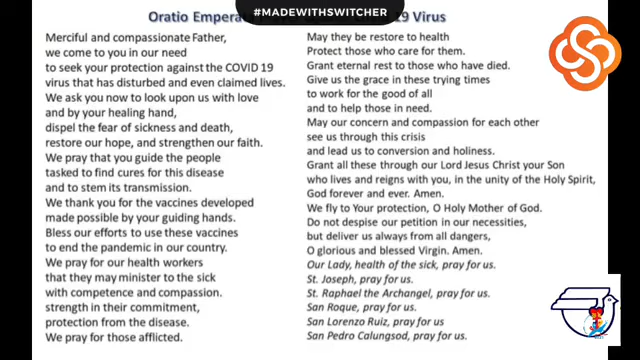 #MADEWITHSWITCHER
Oratio Emperat 19 Virus
Merciful and compassionate Father,
we come to you in our need
to seek your protection against the COVID 19
virus that has disturbed and even claimed lives.
We ask you now to look upon us with love
and by your healing hand,
dispel the fear of sickness and death,
restore our hope, and strengthen our faith.
We pray that you guide the people
tasked to find cures for this disease
and to stem its transmission.
We thank you for the vaccines developed
made possible by your guiding hands.
Bless our efforts to use these vaccines
to end the pandemic in our country.
We pray for our health workers
that they may minister to the sick
with competence and compassion.
strength in their commitment,
protection from the disease.
We pray for those afflicted.
May they be restore to health
Protect those who care for them.
Grant eternal rest to those who have died.
Give us the grace in these trying times
to work for the good of all
and to help those in need.
May our concern and compassion for each other
see us through this crisis
and lead us to conversion and holiness.
Grant all these through our Lord Jesus Christ your Son
who lives and reigns with you, in the unity of the Holy Spirit,
God forever and ever. Amen.
We fly to Your protection, O Holy Mother of God.
Do not despise our petition in our necessities,
but deliver us always from all dangers,
O glorious and blessed Virgin. Amen.
Our Lady, health of the sick, pray for us.
St. Joseph, pray for us.
St. Raphael the Archangel, pray for us.
San Roque, pray for us.
San Lorenzo Ruiz, pray for us
San Pedro Calungsod, pray for us.